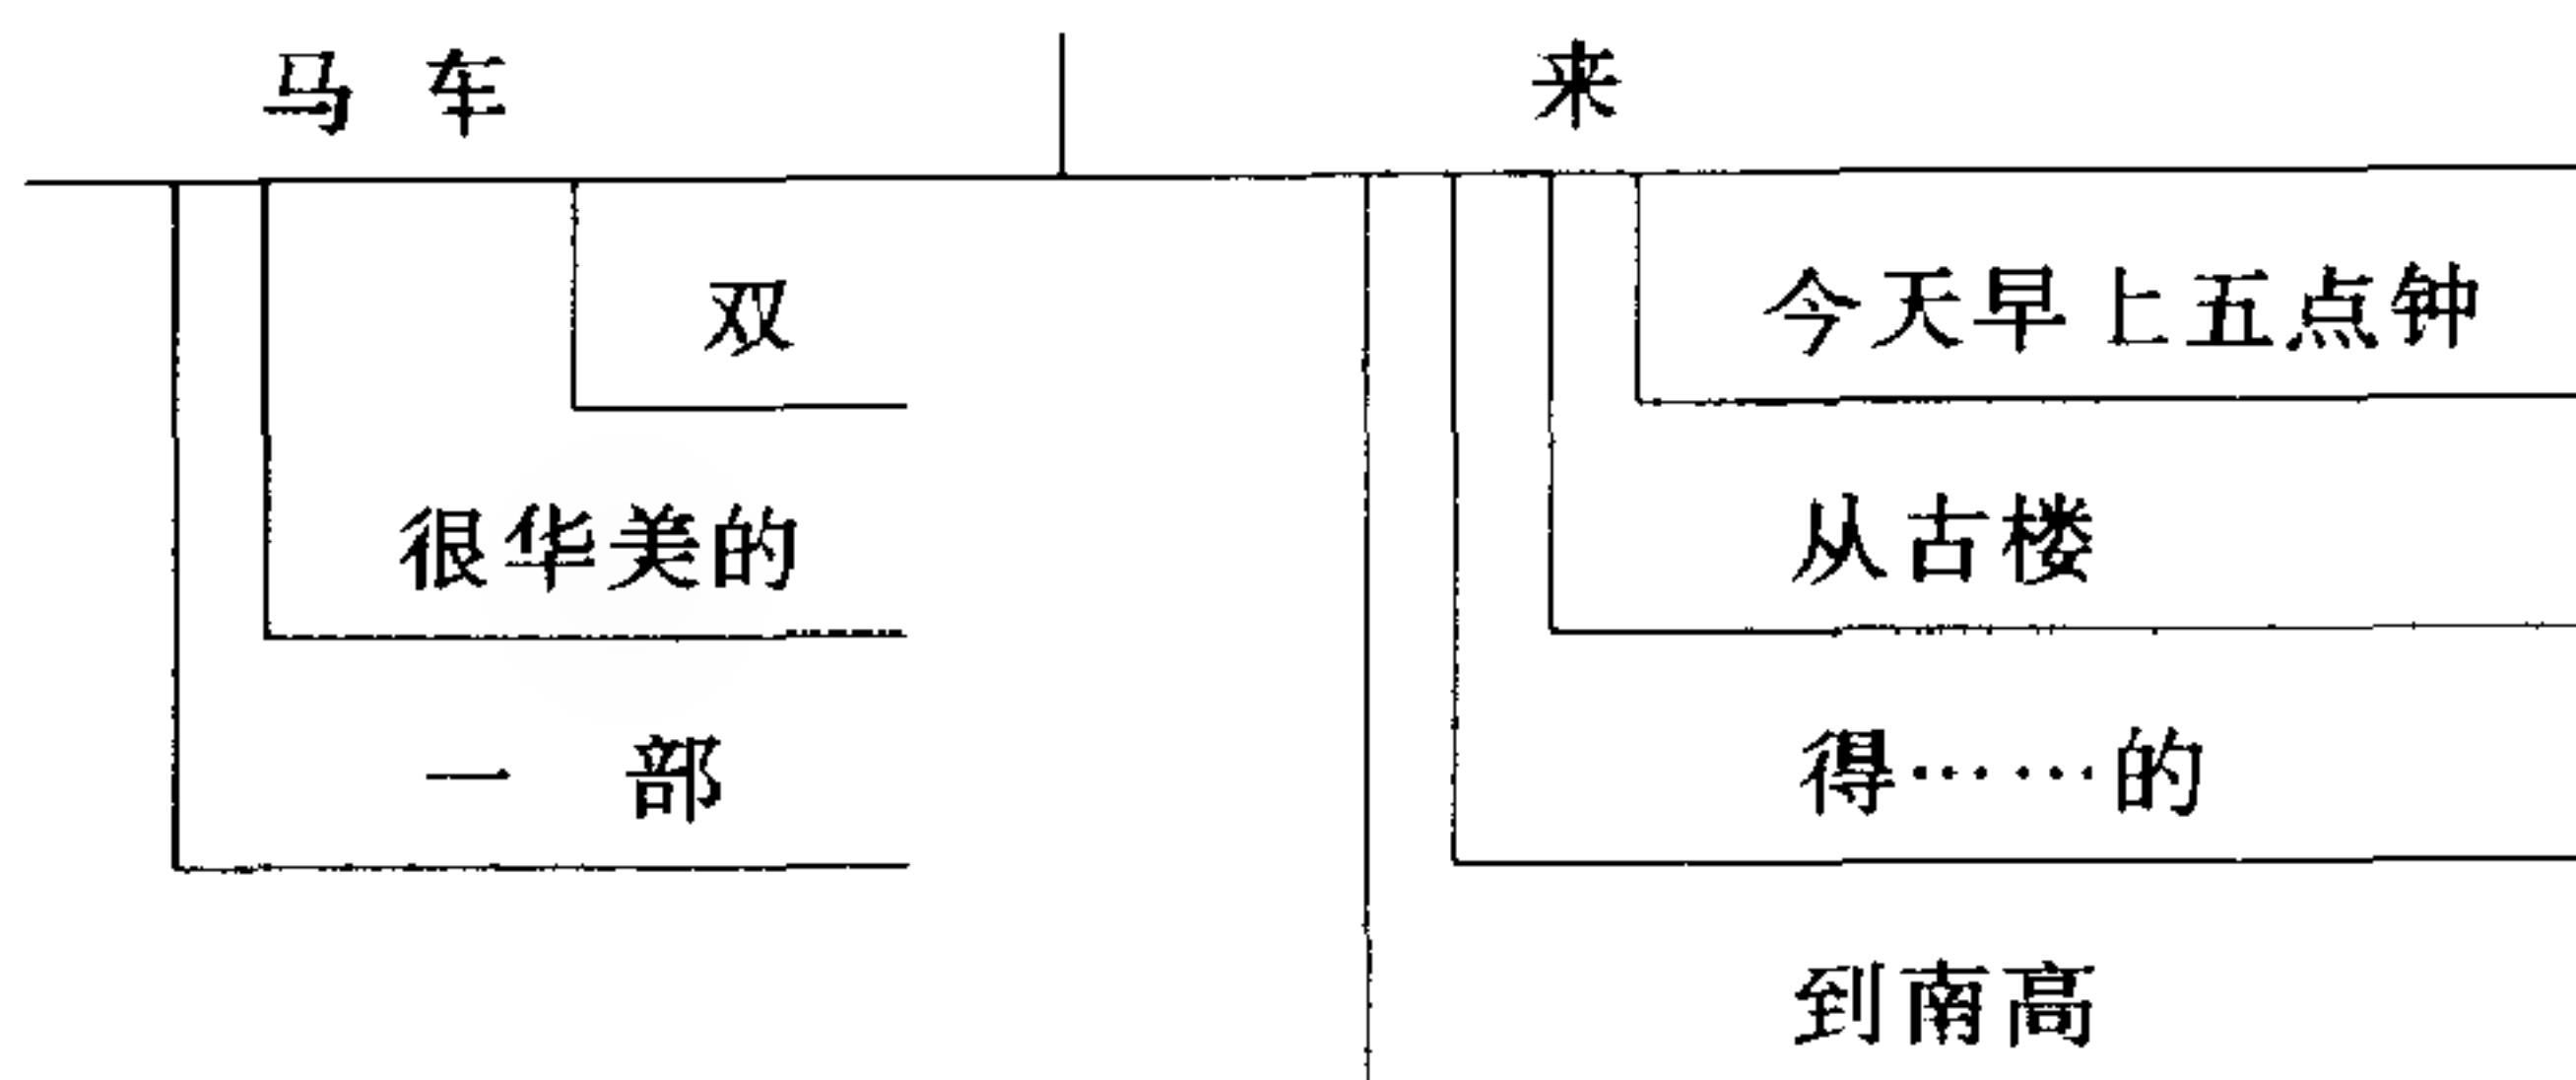 马车 来
双 今天早上五点钟
很华美的 从古楼
一部 得……的
到南高